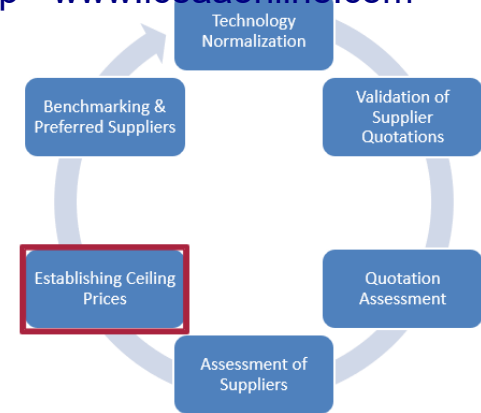 Technology
Normalization
Validation of
Supplier
Quotations
Quotation
Assessment
Assessment of
Suppliers
Establishing Ceiling
Prices
Benchmarking &
Preferred Suppliers